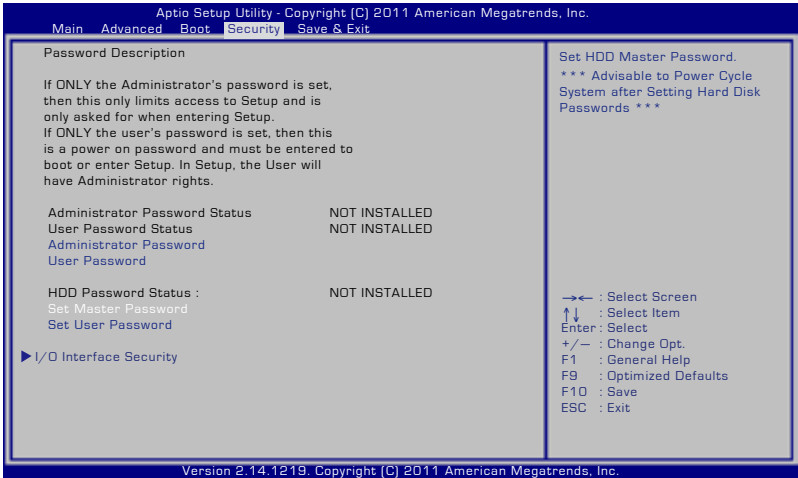 Aptio Setup Utility - Copyright (C) 2011 American Megatrends, Inc.
Main Advanced Boot Security Save & Exit
Password Description
If ONLY the Administrator's password is set,
then this only limits access to Setup and is
only asked for when entering Setup.
If ONLY the user's password is set, then this
is a power on password and must be entered to
boot or enter Setup. In Setup, the User will
have Administrator rights.
Administrator Password Status NOT INSTALLED
User Password Status NOT INSTALLED
Administrator Password
User Password
HDD Password Status : NOT INSTALLED
Set Master Password
Set User Password
I/O Interface Security
Set HDD Master Password.
*** Advisable to Power Cycle
System after Setting Hard Disk
Passwords ***
→← : Select Screen
↑↓ : Select Item
Enter : Select
+/— : Change Opt.
F1 : General Help
F9 : Optimized Defaults
F10 : Save
ESC : Exit
Version 2.14.1219. Copyright (C) 2011 American Megatrends, Inc.